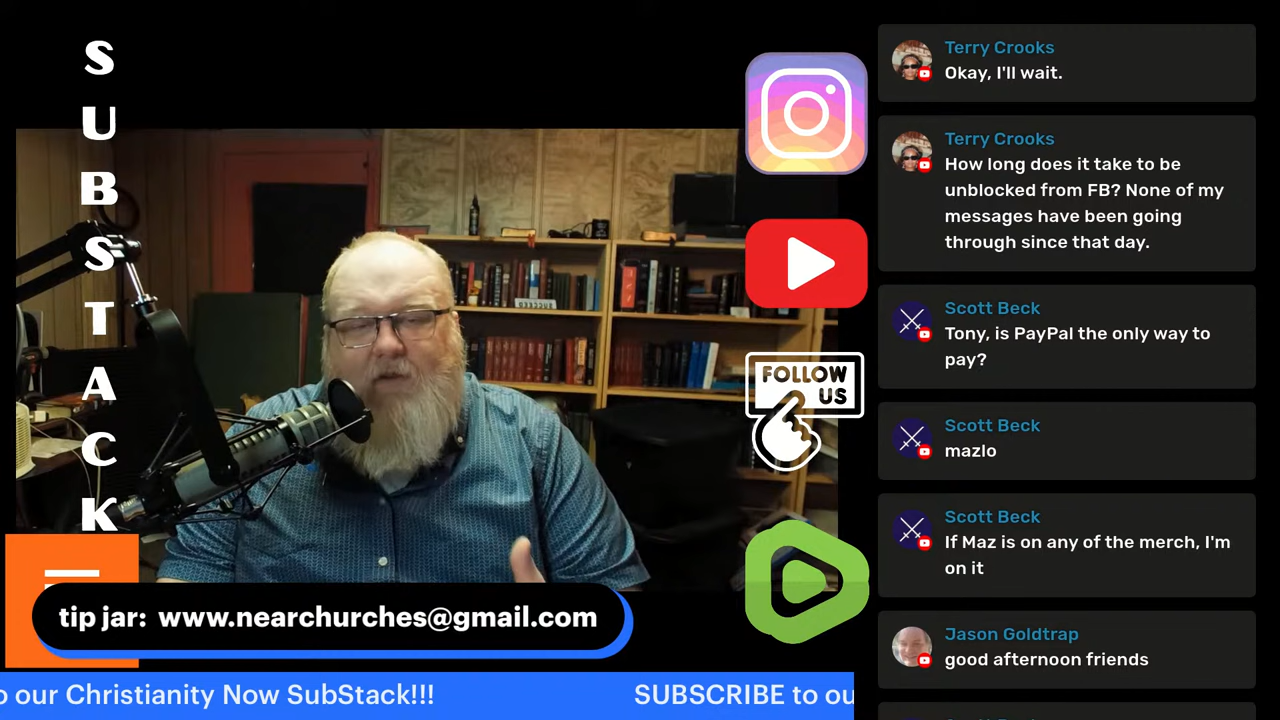 SUBSTACK
SUCCEED
FOLLOW
US
tip jar: www.nearchurches@gmail.com
o our Christianity Now SubStack!!!
SUBSCRIBE to ou
Terry Crooks
Okay, I'll wait.
Terry Crooks
How long does it take to be
unblocked from FB? None of my
messages have been going
through since that day.
Scott Beck
Tony, is PayPal the only way to
pay?
Scott Beck
mazlo
Scott Beck
If Maz is on any of the merch, I'm
on it
Jason Goldtrap
good afternoon friends